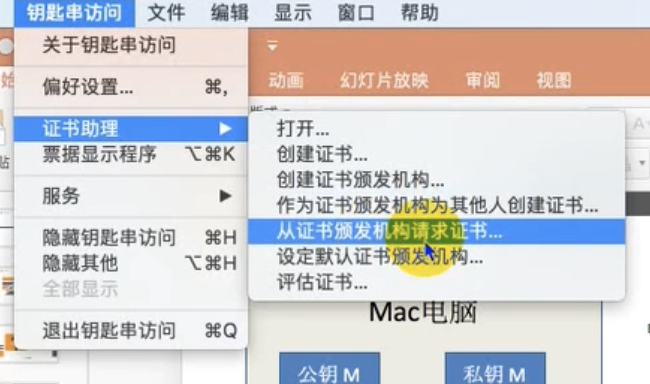 钥匙串访问 文件 编辑 显示 窗口 帮助
关于钥匙串访问
偏好设置... ⌘,
动画 幻灯片放映 审阅 视图
证书助理 ▶
打开...
票据显示程序 ⌥⌘K
创建证书...
创建证书颁发机构...
服务 ▶
作为证书颁发机构为其他人创建证书...
隐藏钥匙串访问 ⌘H
从证书颁发机构请求证书...
隐藏其他 ⌥⌘H
设定默认证书颁发机构...
全部显示
评估证书...
退出钥匙串访问 ⌘Q
Mac电脑
公钥 M 私钥 M